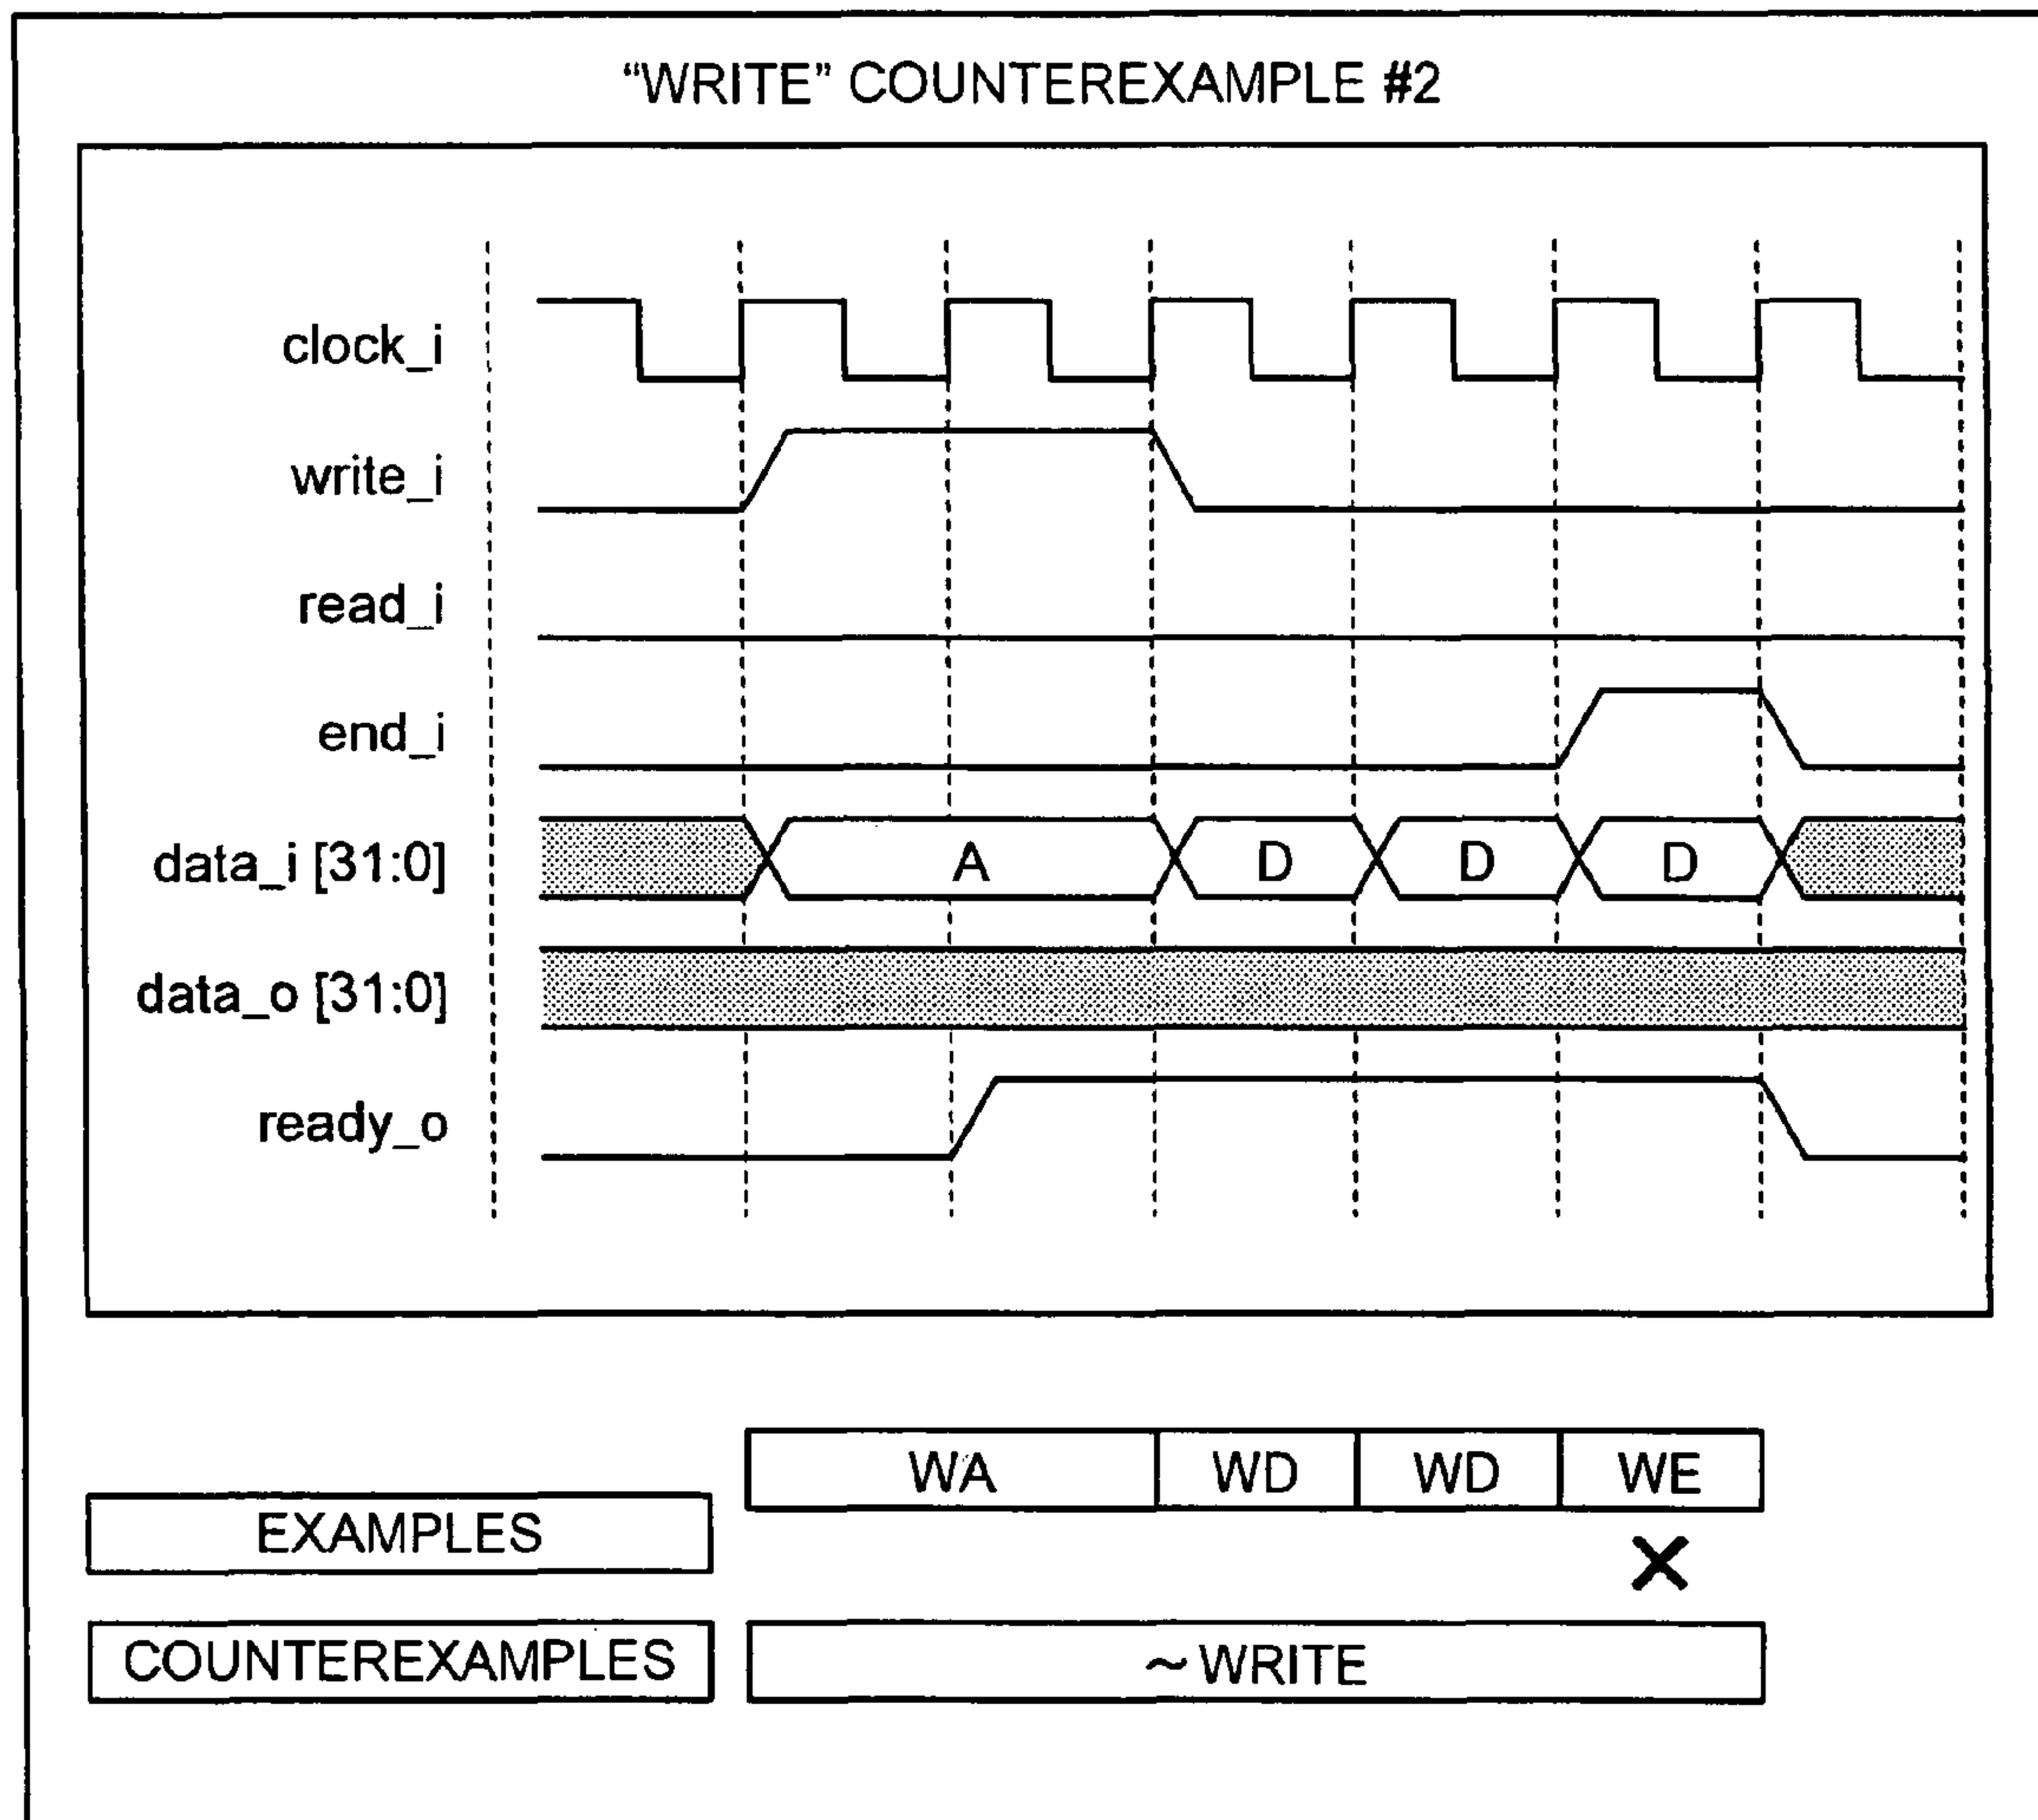 “WRITE” COUNTEREXAMPLE #2
clock_i
write_i
read_i
end_i
data_i [31:0] A D D D
data_o [31:0]
ready_o
WA WD WD WE
EXAMPLES
COUNTEREXAMPLES ~WRITE